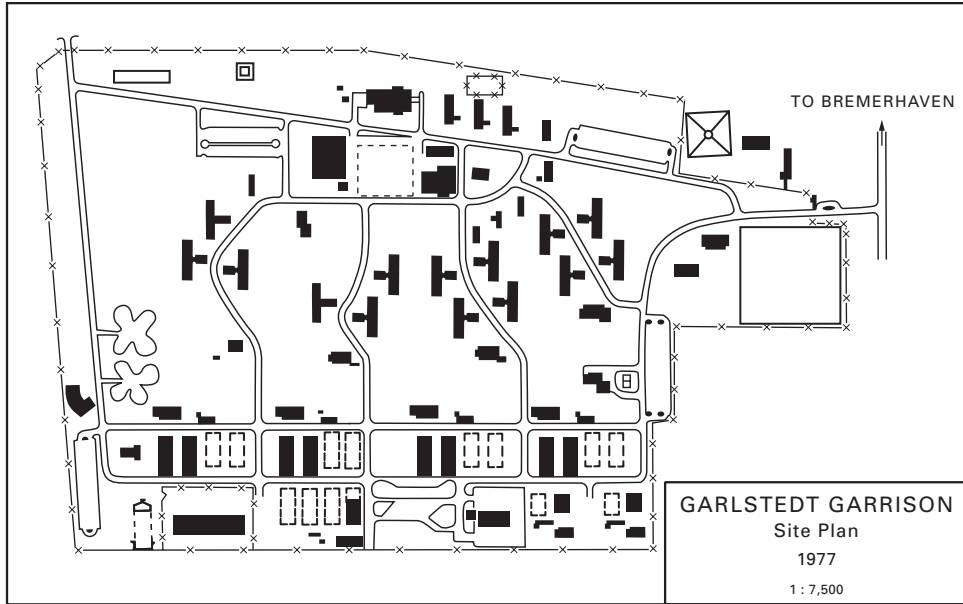 TO BREMERHAVEN
GARLSTEDT GARRISON
Site Plan
1977
1 : 7,500